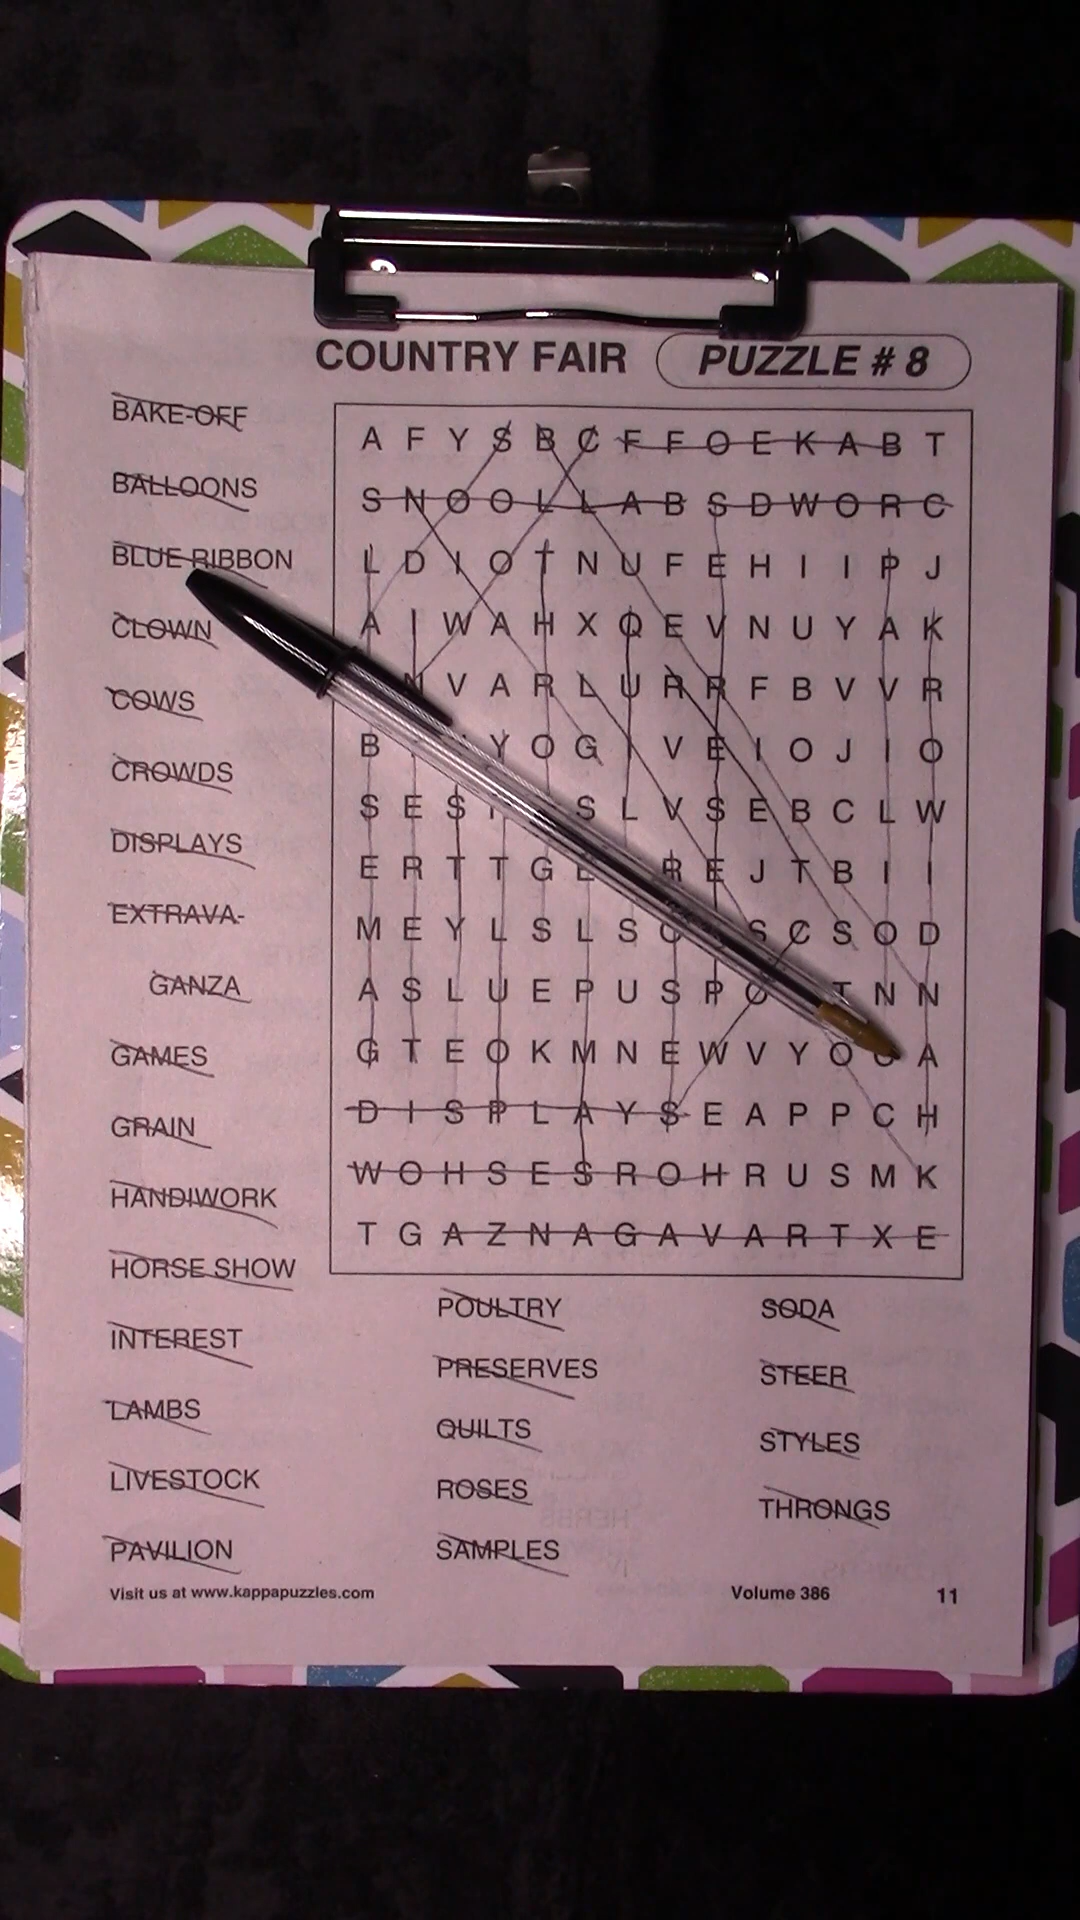 COUNTRY FAIR PUZZLE # 8
BAKE-OFF
BALLOONS
BLUE RIBBON
CLOWN
COWS
CROWDS
DISPLAYS
EXTRAVA-
GANZA
GAMES
GRAIN
HANDIWORK
HORSE SHOW
INTEREST
LAMBS
LIVESTOCK
PAVILION
A F Y S B C F F O E K A B T
S N O O L L A B S D W O R C
L D I O T N U F E H I I P J
A I W A H X Q E V N U Y A K
N V A R L U R R F B V V R
B Y O G I V E I O J I O
S E S S L V S E B C L W
E R T T G E R E J T B I I
M E Y L S L S O S C S O D
A S L U E P U S P O T N N
G T E O K M N E W V Y O G A
D I S P L A Y S E A P P C H
W O H S E S R O H R U S M K
T G A Z N A G A V A R T X E
POULTRY
PRESERVES
QUILTS
ROSES
SAMPLES
SODA
STEER
STYLES
THRONGS
Visit us at www.kappapuzzles.com Volume 386 11